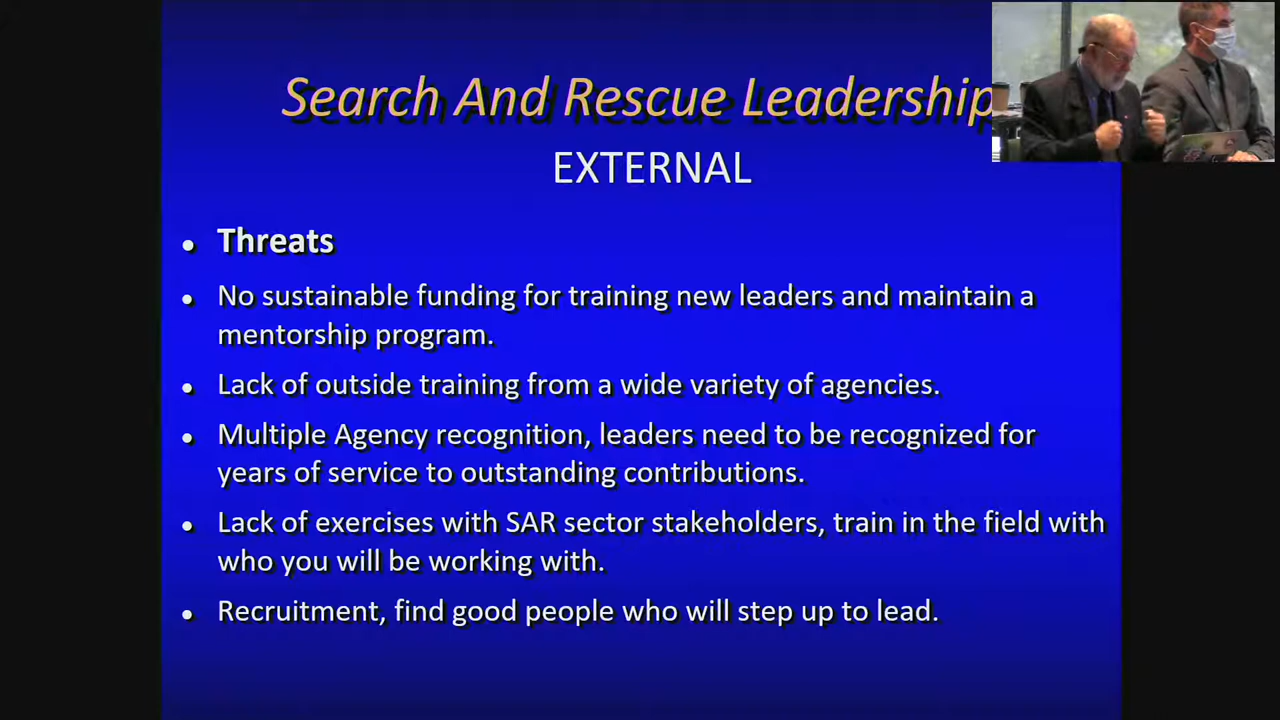 Search And Rescue Leadership
EXTERNAL
• Threats
• No sustainable funding for training new leaders and maintain a
mentorship program.
• Lack of outside training from a wide variety of agencies.
• Multiple Agency recognition, leaders need to be recognized for
years of service to outstanding contributions.
• Lack of exercises with SAR sector stakeholders, train in the field with
who you will be working with.
• Recruitment, find good people who will step up to lead.